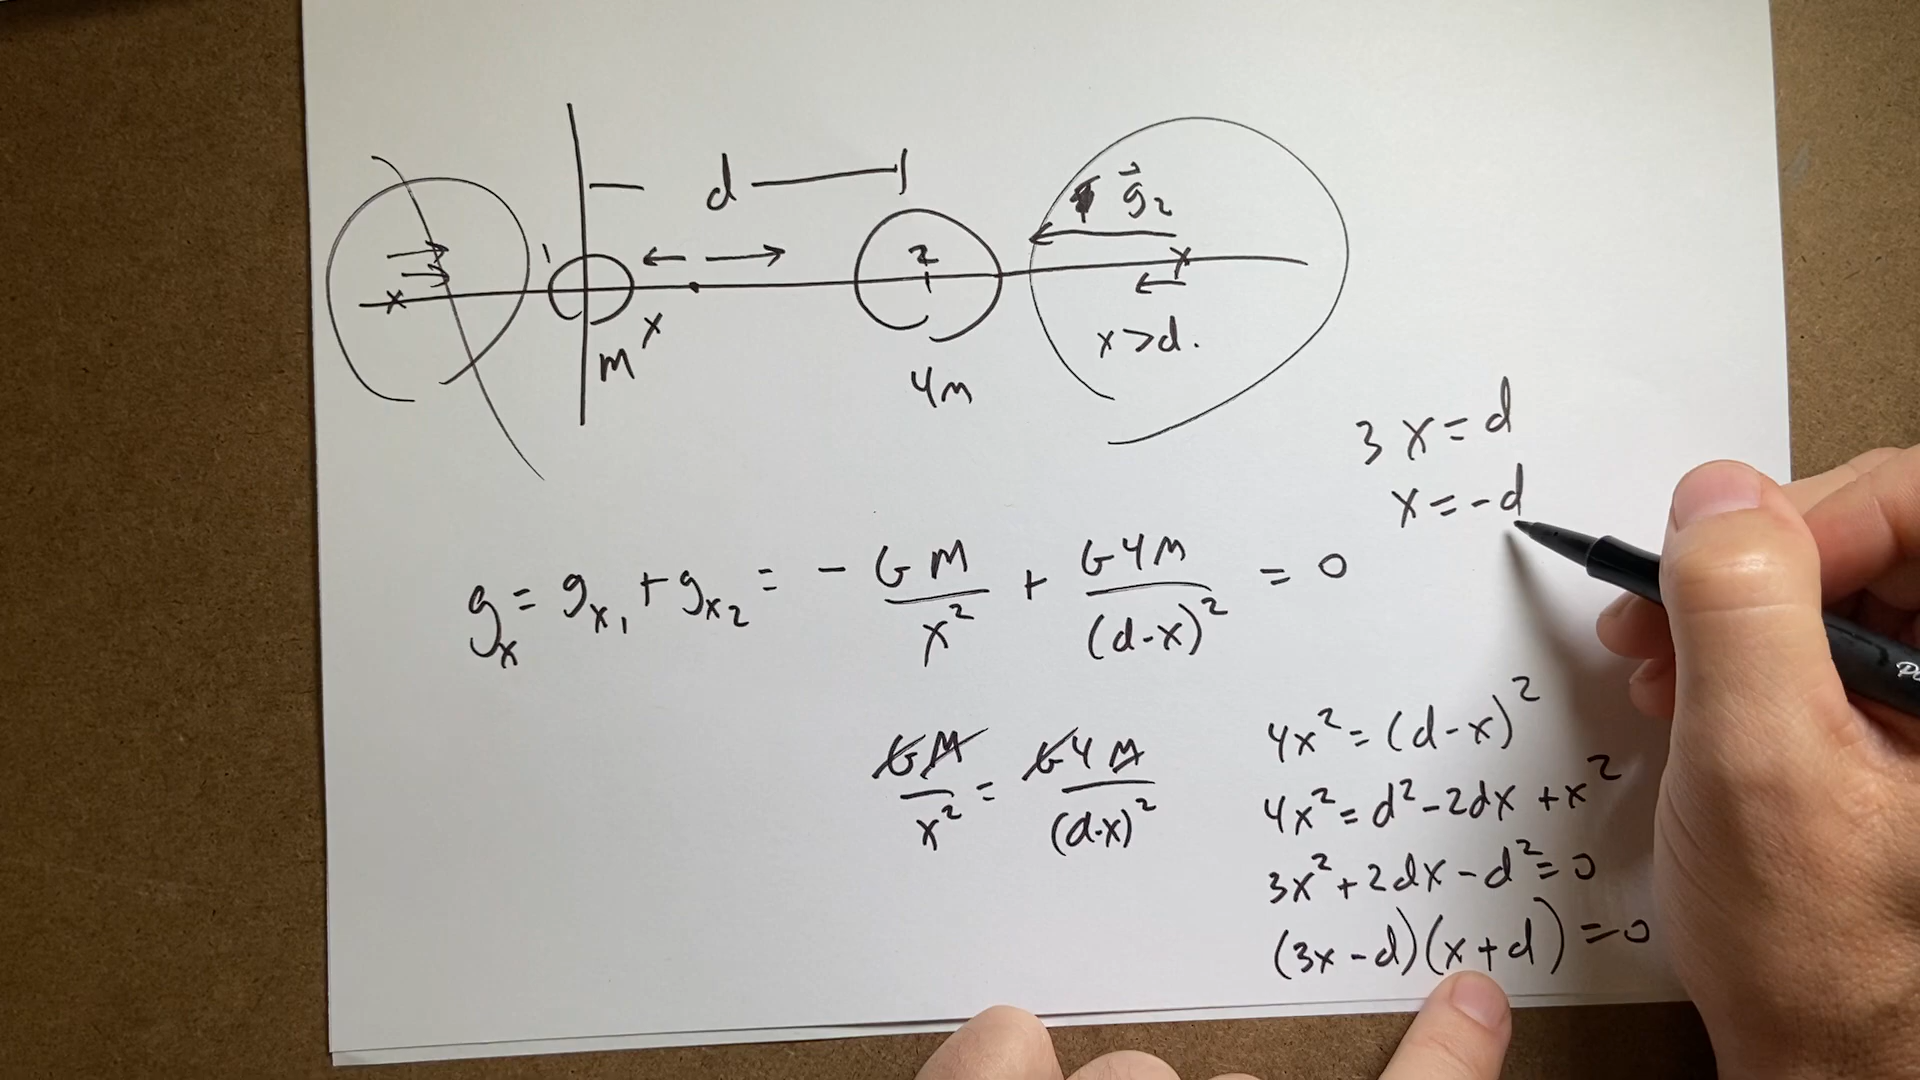 d
g⃗₂
1
2
x
x
x
M
4M
x > d.
3x = d
x = -d
gₓ = gₓ₁ + gₓ₂ = - GM/x² + G4M/(d-x)² = 0
GM/x² = G4M/(d-x)²
4x² = (d-x)²
4x² = d² - 2dx + x²
3x² + 2dx - d² = 0
(3x - d)(x + d) = 0